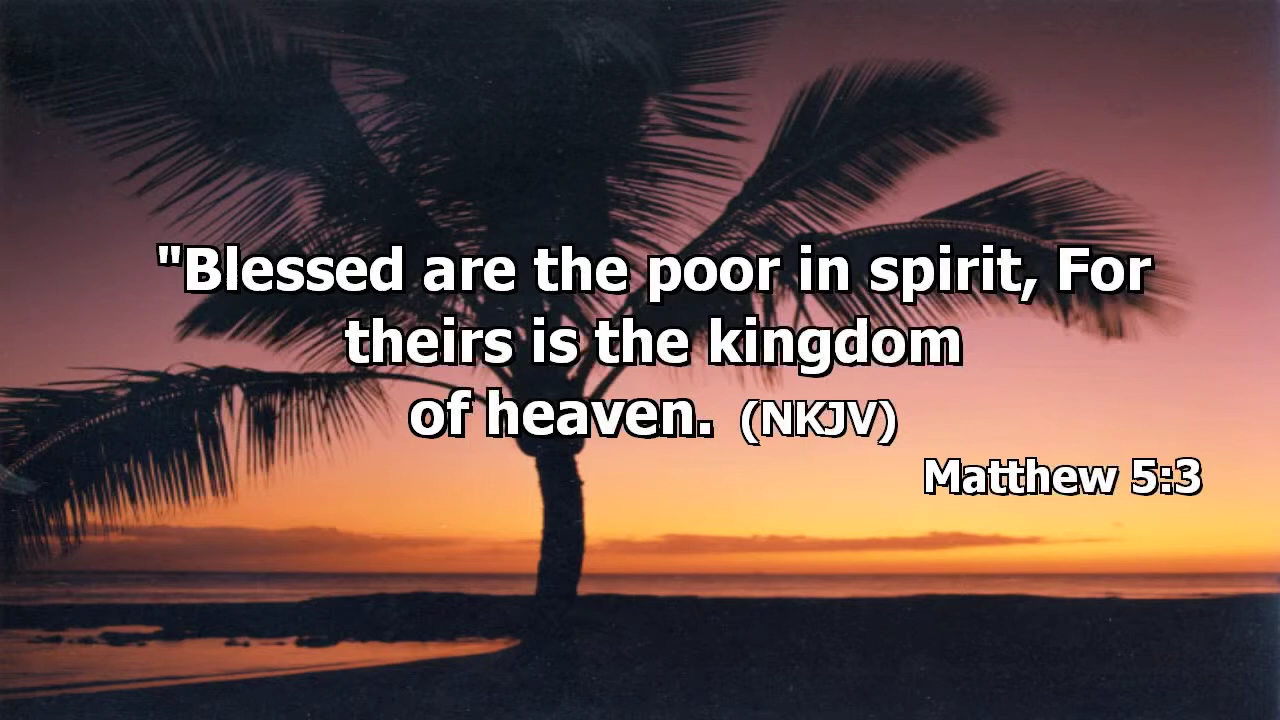 "Blessed are the poor in spirit, For
theirs is the kingdom
of heaven. (NKJV)
Matthew 5:3